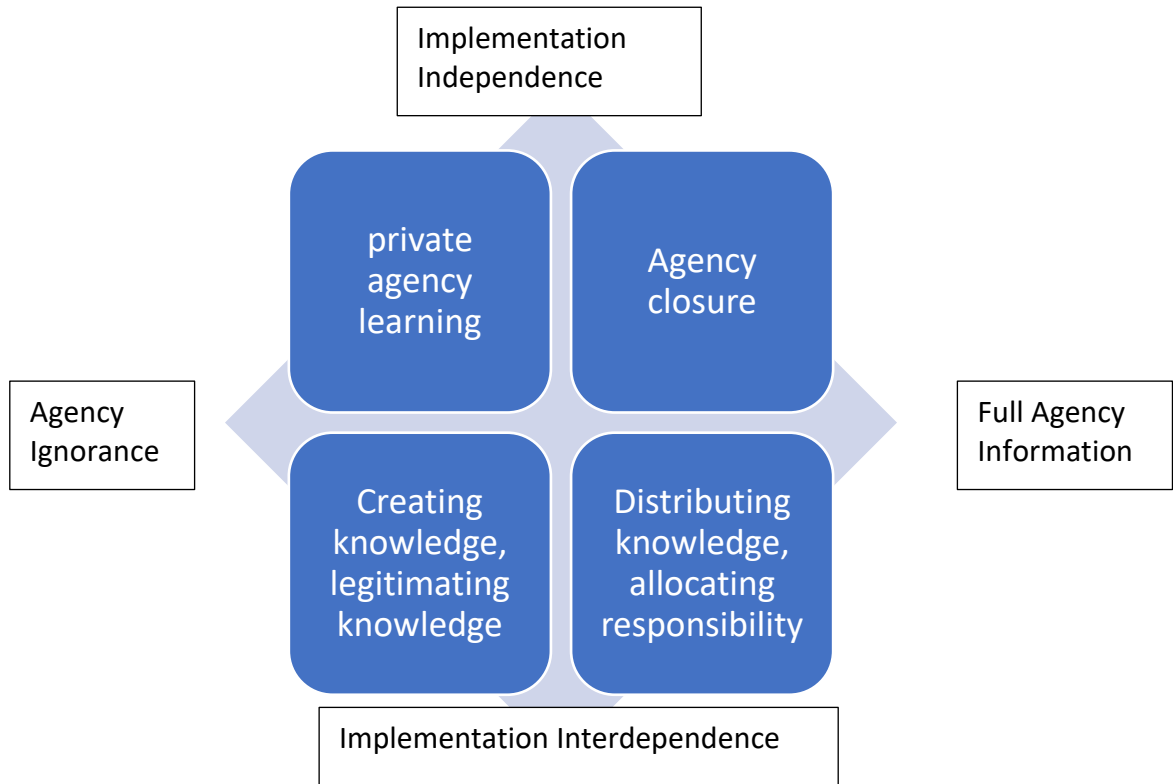 Implementation
Independence
private
agency
learning
Agency
closure
Agency
Ignorance
Full Agency
Information
Creating
knowledge,
legitimating
knowledge
Distributing
knowledge,
allocating
responsibility
Implementation Interdependence